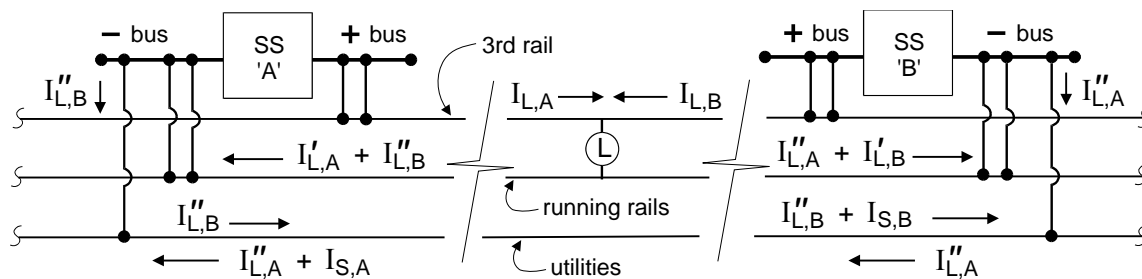 − bus
SS
'A'
+ bus
3rd rail
+ bus
SS
'B'
− bus
I″L,B
IL,A
IL,B
I″L,A
L
I′L,A + I″L,B
I″L,A + I′L,B
I″L,B
running rails
I″L,B + IS,B
I″L,A + IS,A
utilities
I″L,A